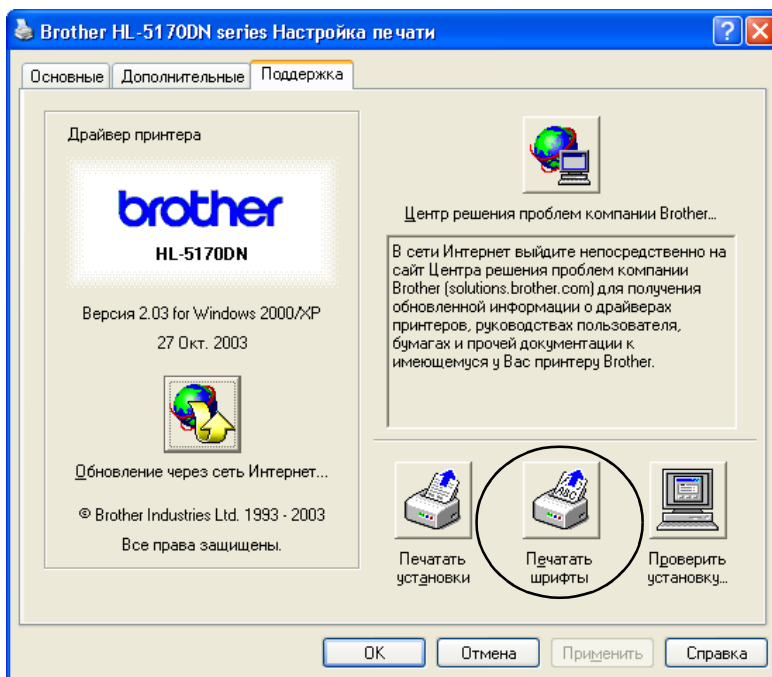 Brother HL-5170DN series Настройка печати
Основные Дополнительные Поддержка
Драйвер принтера
brother
HL-5170DN
Версия 2.03 for Windows 2000/XP
27 Окт. 2003
Обновление через сеть Интернет...
© Brother Industries Ltd. 1993 - 2003
Все права защищены.
Центр решения проблем компании Brother...
В сети Интернет выйдите непосредственно на
сайт Центра решения проблем компании
Brother (solutions.brother.com) для получения
обновленной информации о драйверах
принтеров, руководствах пользователя,
бумагах и прочей документации к
имеющемуся у Вас принтеру Brother.
Печатать
установки
ABC
Печатать
шрифты
Проверить
установку...
OK Отмена Применить Справка